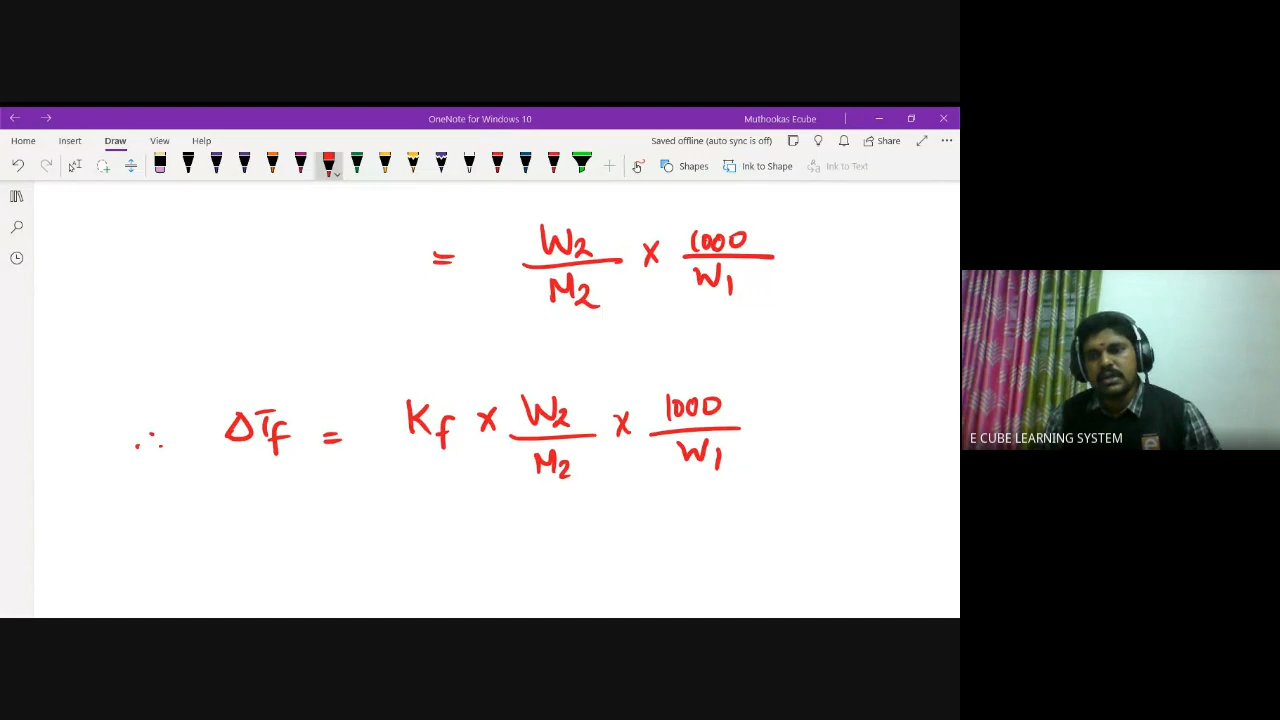 OneNote for Windows 10
Muthookas Ecube
Home Insert Draw View Help
Saved offline (auto sync is off)
Share
Shapes
Ink to Shape
Ink to Text
= W₂/M₂ x 1000/W₁
∴ ΔTf = Kf x W₂/M₂ x 1000/W₁
E CUBE LEARNING SYSTEM